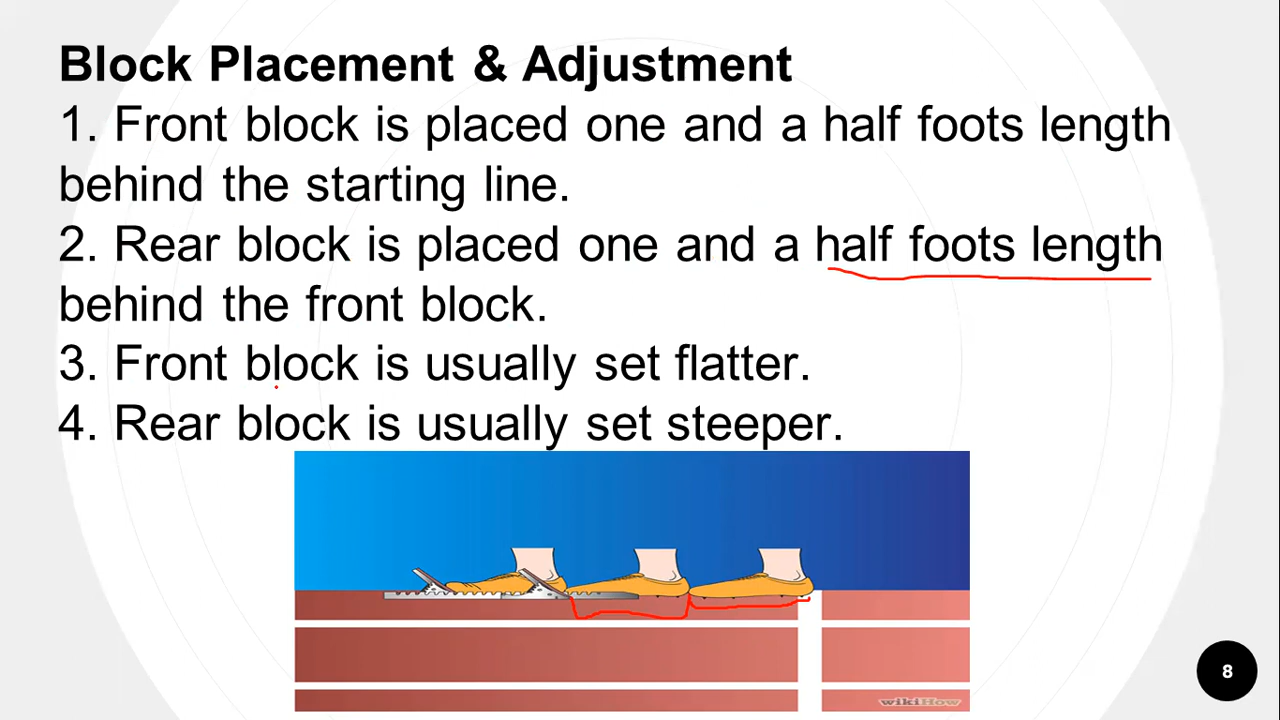 Block Placement & Adjustment
1. Front block is placed one and a half foots length
behind the starting line.
2. Rear block is placed one and a half foots length
behind the front block.
3. Front block is usually set flatter.
4. Rear block is usually set steeper.
wikiHow
8